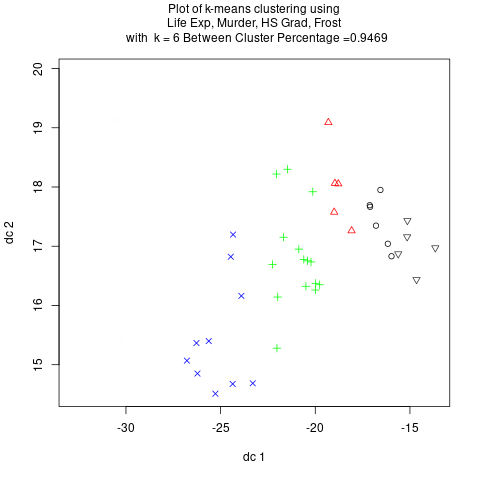 Plot of k-means clustering using
Life Exp, Murder, HS Grad, Frost
with k = 6 Between Cluster Percentage =0.9469
20
19
18
17
16
15
dc 2
-30 -25 -20 -15
dc 1